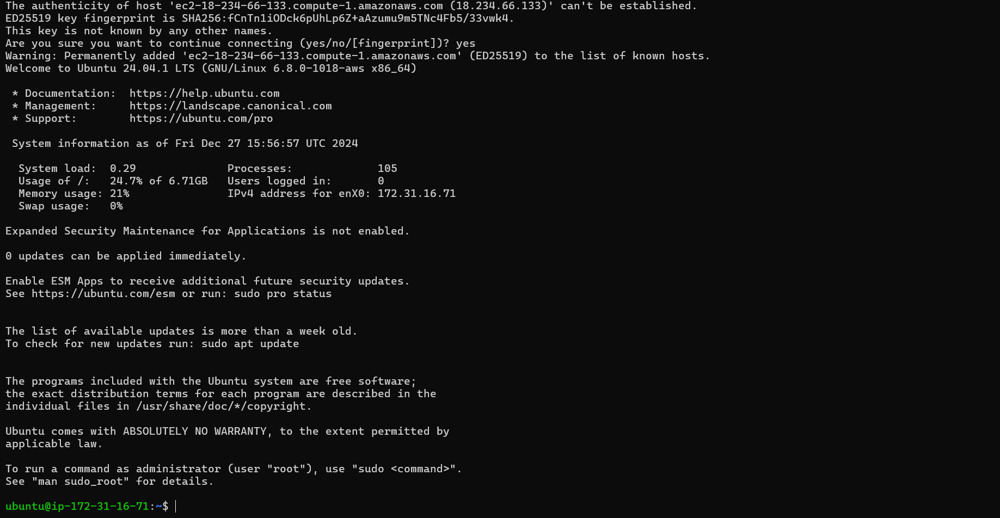 The authenticity of host 'ec2-18-234-66-133.compute-1.amazonaws.com (18.234.66.133)' can't be established.
ED25519 key fingerprint is SHA256:fCnTn1iODck6pUhLp6Z+aAzumu9m5TNc4Fb5/33vwk4.
This key is not known by any other names.
Are you sure you want to continue connecting (yes/no/[fingerprint])? yes
Warning: Permanently added 'ec2-18-234-66-133.compute-1.amazonaws.com' (ED25519) to the list of known hosts.
Welcome to Ubuntu 24.04.1 LTS (GNU/Linux 6.8.0-1018-aws x86_64)

 * Documentation:  https://help.ubuntu.com
 * Management:     https://landscape.canonical.com
 * Support:        https://ubuntu.com/pro

 System information as of Fri Dec 27 15:56:57 UTC 2024

  System load:  0.29              Processes:             105
  Usage of /:   24.7% of 6.71GB   Users logged in:       0
  Memory usage: 21%               IPv4 address for enX0: 172.31.16.71
  Swap usage:   0%

Expanded Security Maintenance for Applications is not enabled.

0 updates can be applied immediately.

Enable ESM Apps to receive additional future security updates.
See https://ubuntu.com/esm or run: sudo pro status


The list of available updates is more than a week old.
To check for new updates run: sudo apt update


The programs included with the Ubuntu system are free software;
the exact distribution terms for each program are described in the
individual files in /usr/share/doc/*/copyright.

Ubuntu comes with ABSOLUTELY NO WARRANTY, to the extent permitted by
applicable law.

To run a command as administrator (user "root"), use "sudo <command>".
See "man sudo_root" for details.

ubuntu@ip-172-31-16-71:~$